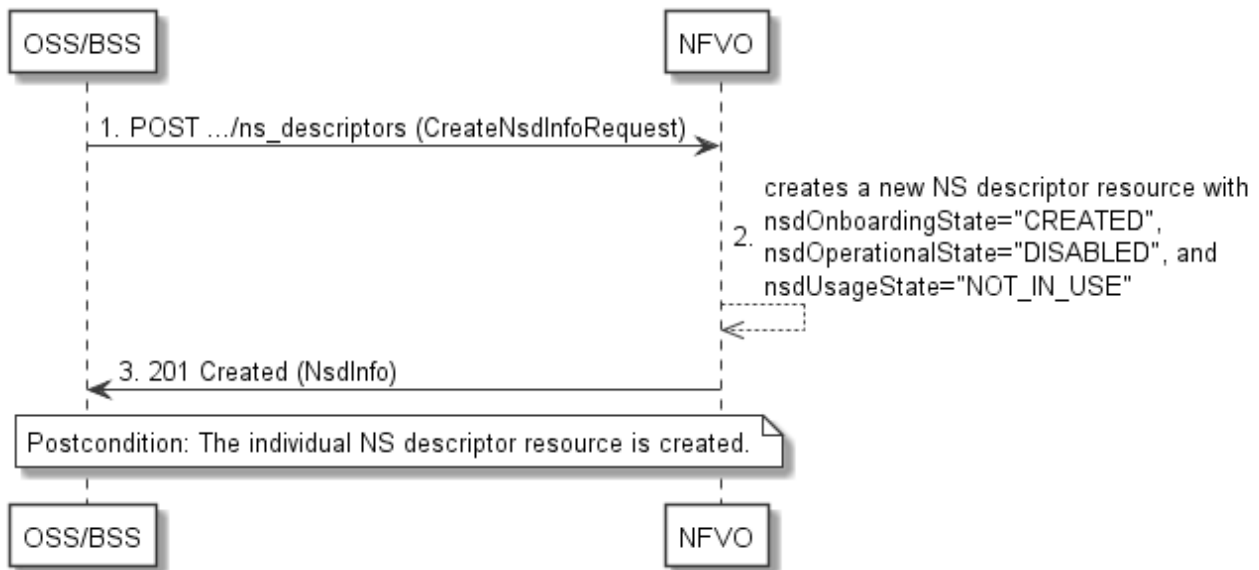 OSS/BSS
NFVO
1. POST .../ns_descriptors (CreateNsdInfoRequest)
creates a new NS descriptor resource with
nsdOnboardingState="CREATED",
2.
nsdOperationalState="DISABLED", and
nsdUsageState="NOT_IN_USE"
3. 201 Created (NsdInfo)
Postcondition: The individual NS descriptor resource is created.
OSS/BSS
NFVO